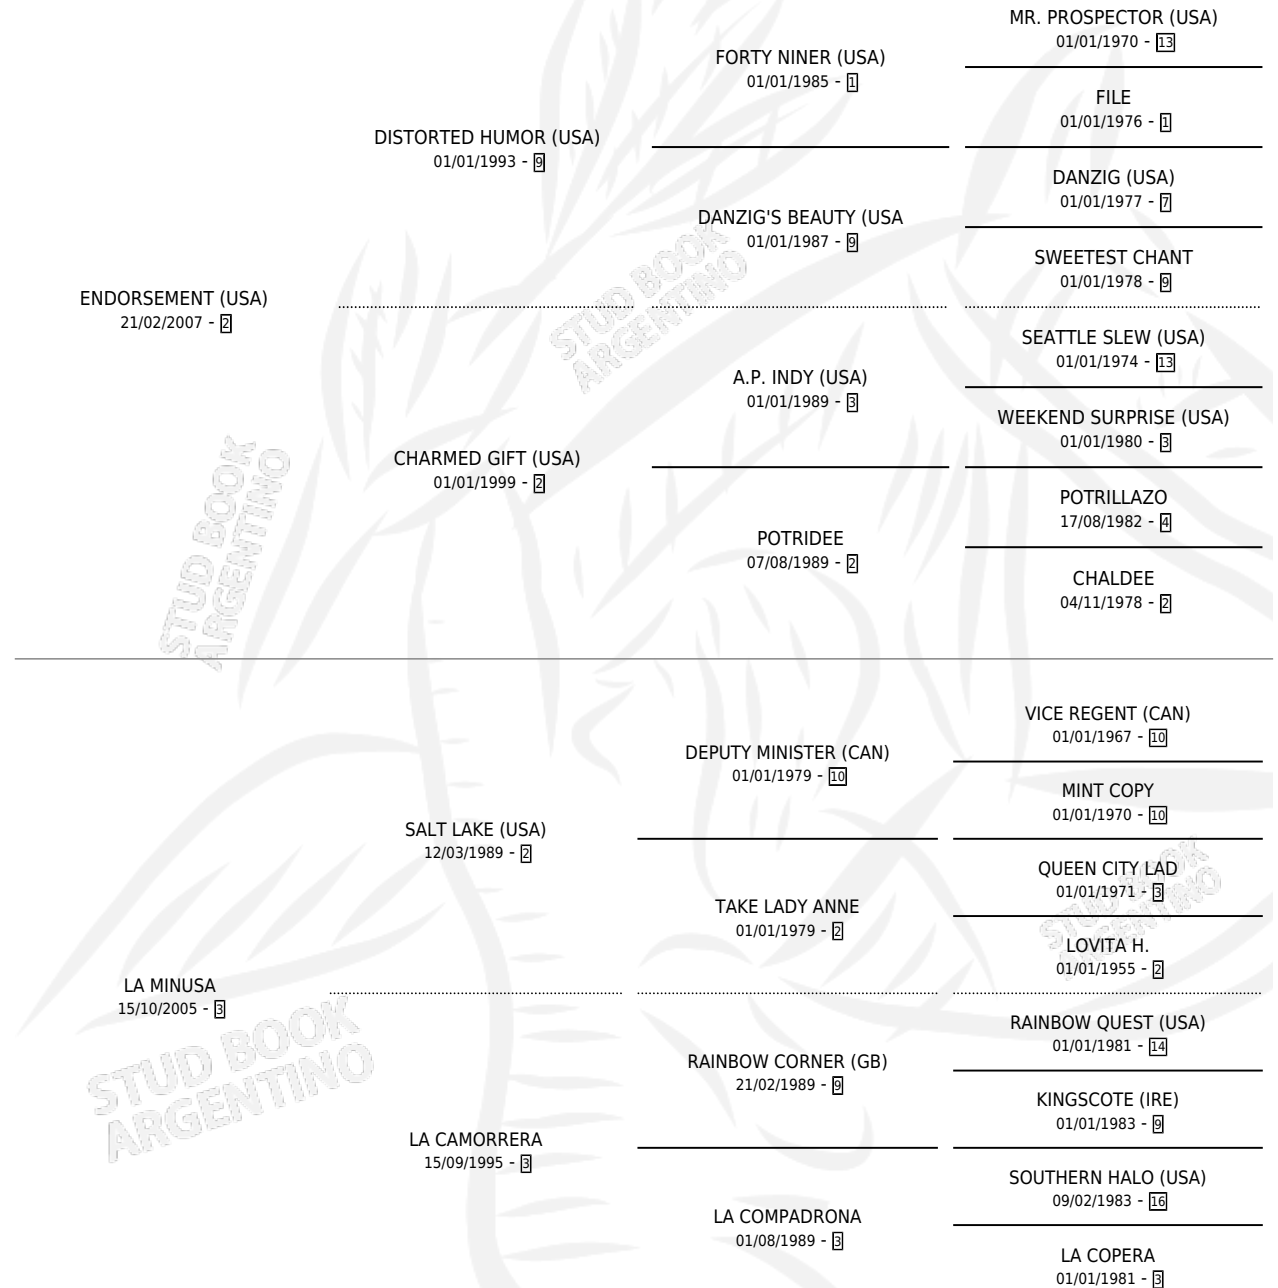 MR. PROSPECTOR (USA)
01/01/1970 - 13
FORTY NINER (USA)
01/01/1985 - 1
FILE
01/01/1976 - 1
DISTORTED HUMOR (USA)
01/01/1993 - 9
DANZIG (USA)
01/01/1977 - 7
DANZIG'S BEAUTY (USA
01/01/1987 - 9
SWEETEST CHANT
01/01/1978 - 9
ENDORSEMENT (USA)
21/02/2007 - 2
SEATTLE SLEW (USA)
01/01/1974 - 13
A.P. INDY (USA)
01/01/1989 - 3
WEEKEND SURPRISE (USA)
01/01/1980 - 3
CHARMED GIFT (USA)
01/01/1999 - 2
POTRILLAZO
17/08/1982 - 4
POTRIDEE
07/08/1989 - 2
CHALDEE
04/11/1978 - 2
VICE REGENT (CAN)
01/01/1967 - 10
DEPUTY MINISTER (CAN)
01/01/1979 - 10
MINT COPY
01/01/1970 - 10
SALT LAKE (USA)
12/03/1989 - 2
QUEEN CITY LAD
01/01/1971 - 3
TAKE LADY ANNE
01/01/1979 - 2
LOVITA H.
01/01/1955 - 2
LA MINUSA
15/10/2005 - 3
RAINBOW QUEST (USA)
01/01/1981 - 14
RAINBOW CORNER (GB)
21/02/1989 - 9
KINGSCOTE (IRE)
01/01/1983 - 9
LA CAMORRERA
15/09/1995 - 3
SOUTHERN HALO (USA)
09/02/1983 - 16
LA COMPADRONA
01/08/1989 - 3
LA COPERA
01/01/1981 - 3
STUD BOOK
ARGENTINO
STUD BOOK
ARGENTINO
STUD BOOK
ARGENTINO
STUD BOOK
ARGENTINO